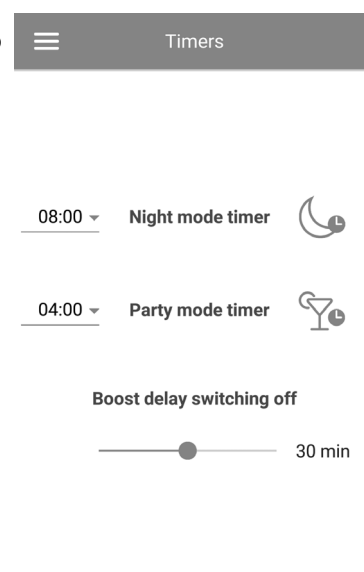 Timers
08:00 Night mode timer
04:00 Party mode timer
Boost delay switching off
30 min